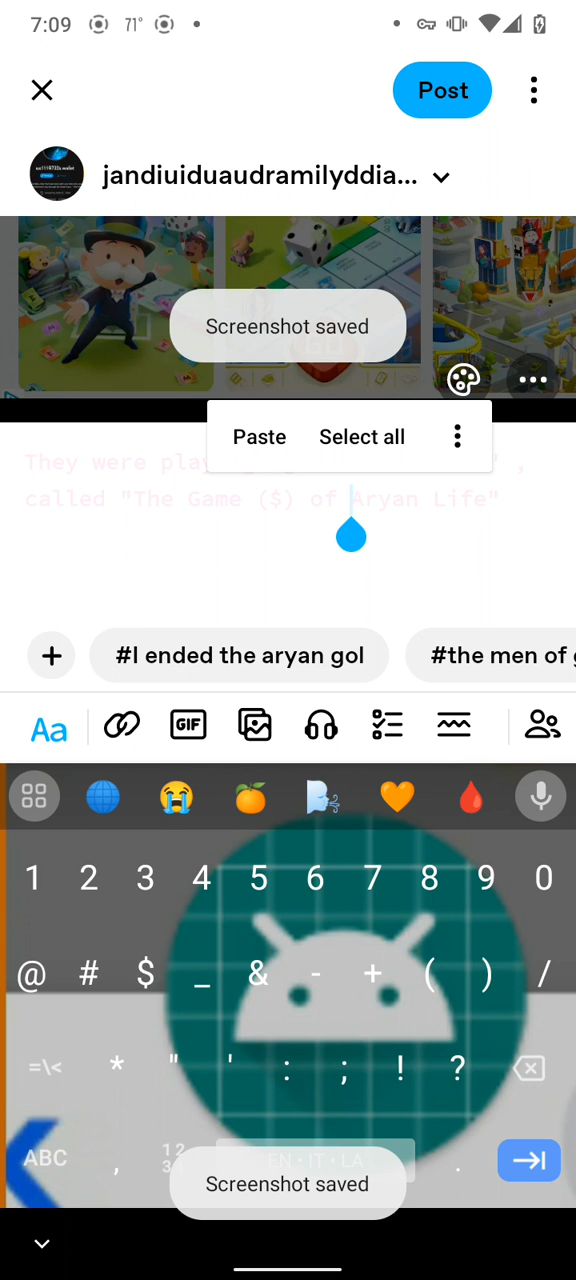 7:09 71°
Post
jandiuiduaudramilyddia...
Screenshot saved
Paste Select all
They were
called "The Game ($) of Aryan Life"
#I ended the aryan gol #the men of
Aa GIF
1 2 3 4 5 6 7 8 9 0
@ # $ _ & - + ( ) /
=\< * " ' : ; ! ?
ABC , EN • IT • LA .
Screenshot saved